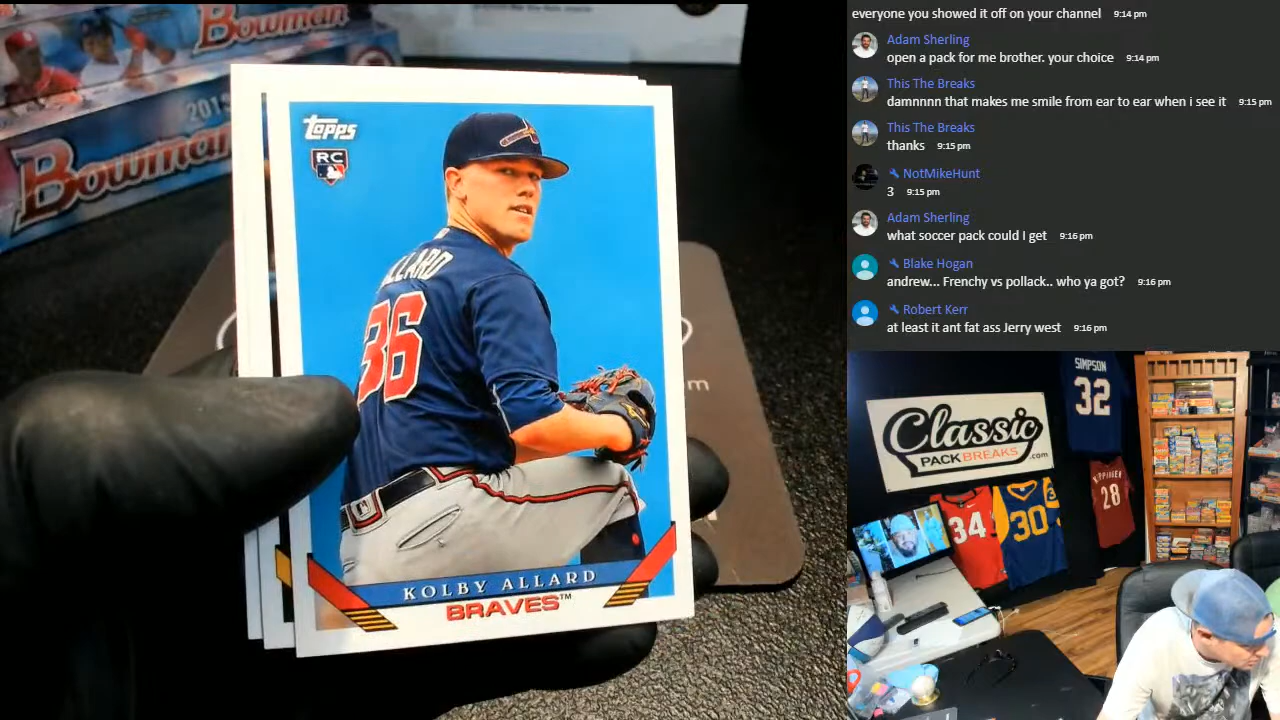 Bowman
2019
Bowman
Topps
RC
ALLARD
36
KOLBY ALLARD
BRAVES™
everyone you showed it off on your channel 9:14 pm
Adam Sherling
open a pack for me brother. your choice 9:14 pm
This The Breaks
damnnnn that makes me smile from ear to ear when i see it 9:15 pm
This The Breaks
thanks 9:15 pm
NotMikeHunt
3 9:15 pm
Adam Sherling
what soccer pack could I get 9:16 pm
Blake Hogan
andrew... Frenchy vs pollack.. who ya got? 9:16 pm
Robert Kerr
at least it ant fat ass Jerry west 9:16 pm
SIMPSON
32
Classic
PACK BREAKS.com
34
30
28